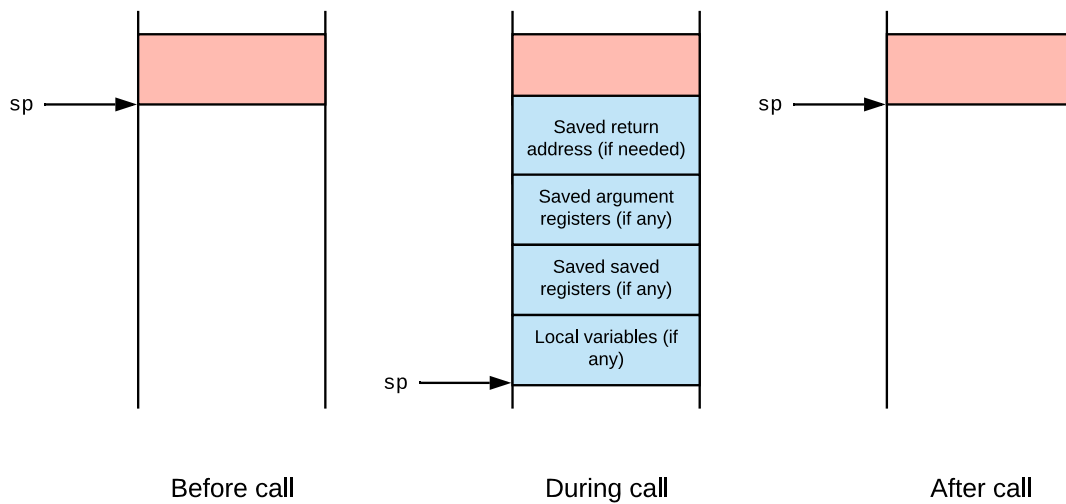 sp
Saved return
address (if needed)
Saved argument
registers (if any)
Saved saved
registers (if any)
Local variables (if
any)
sp
sp
Before call
During call
After call